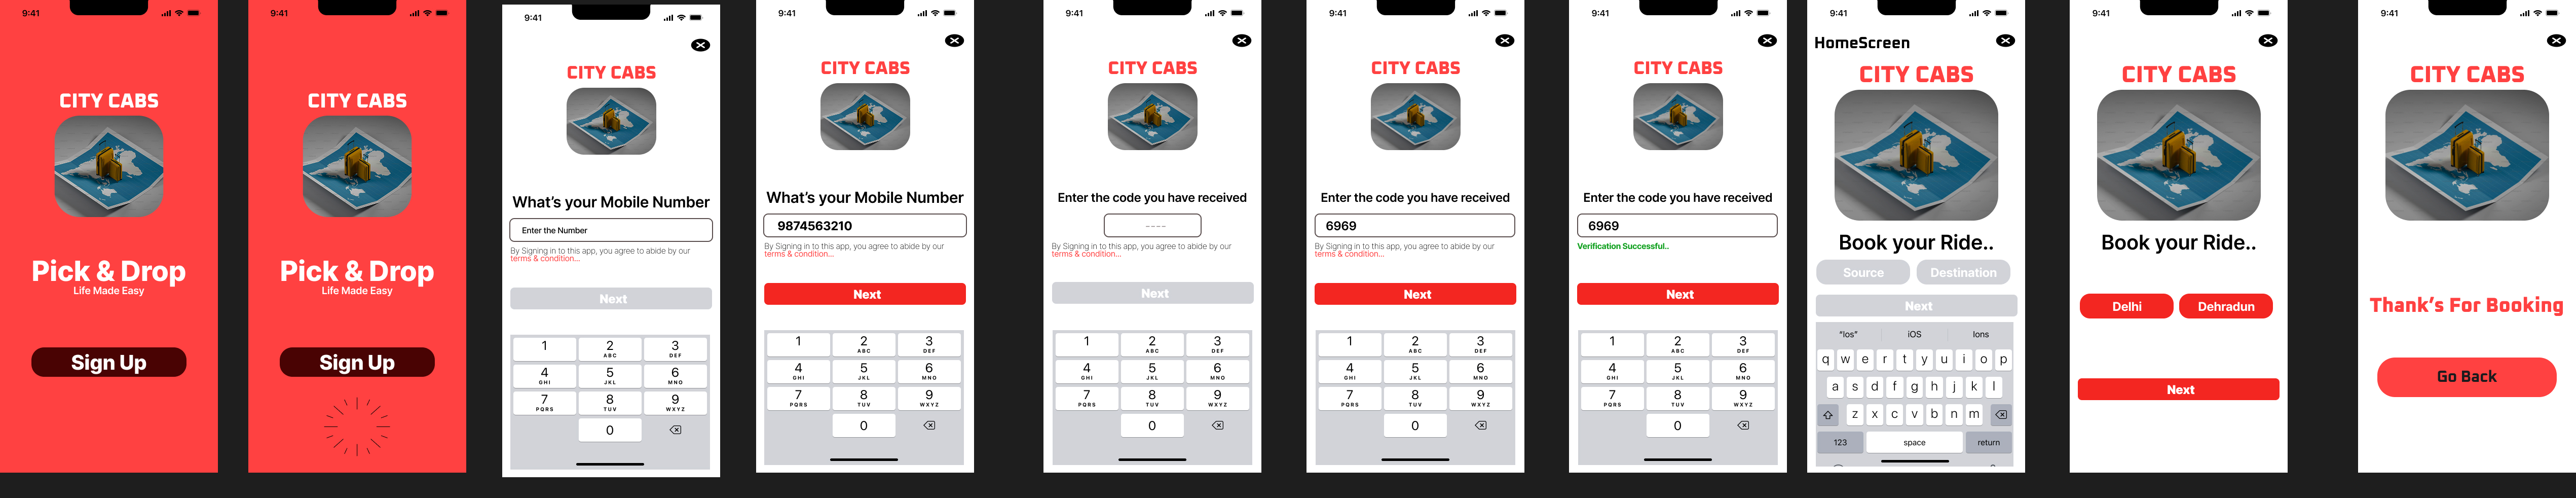 9:41
CITY CABS
Pick & Drop
Life Made Easy
Sign Up
9:41
CITY CABS
Pick & Drop
Life Made Easy
Sign Up
9:41
CITY CABS
What's your Mobile Number
Enter the Number
By Signing in to this app, you agree to abide by our
terms & condition...
Next
1 2 3
ABC DEF
4 5 6
GHI JKL MNO
7 8 9
PQRS TUV WXYZ
0
9:41
CITY CABS
What's your Mobile Number
9874563210
By Signing in to this app, you agree to abide by our
terms & condition...
Next
1 2 3
ABC DEF
4 5 6
GHI JKL MNO
7 8 9
PQRS TUV WXYZ
0
9:41
CITY CABS
Enter the code you have received
----
By Signing in to this app, you agree to abide by our
terms & condition...
Next
1 2 3
ABC DEF
4 5 6
GHI JKL MNO
7 8 9
PQRS TUV WXYZ
0
9:41
CITY CABS
Enter the code you have received
6969
By Signing in to this app, you agree to abide by our
terms & condition...
Next
1 2 3
ABC DEF
4 5 6
GHI JKL MNO
7 8 9
PQRS TUV WXYZ
0
9:41
CITY CABS
Enter the code you have received
6969
Verification Successful..
Next
1 2 3
ABC DEF
4 5 6
GHI JKL MNO
7 8 9
PQRS TUV WXYZ
0
9:41
HomeScreen
CITY CABS
Book your Ride..
Source Destination
Next
"Ios" iOS Ions
q w e r t y u i o p
a s d f g h j k l
z x c v b n m
123 space return
9:41
CITY CABS
Book your Ride..
Delhi Dehradun
Next
9:41
CITY CABS
Thank's For Booking
Go Back